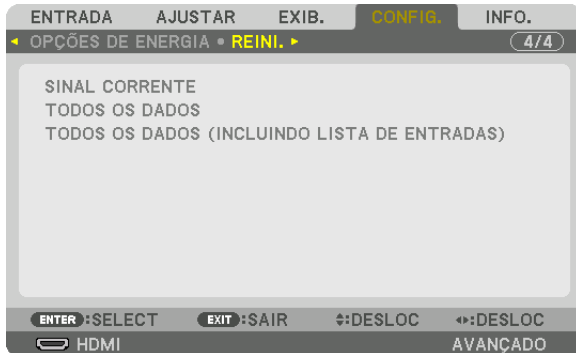 ENTRADA AJUSTAR EXIB. CONFIG. INFO.
OPÇÕES DE ENERGIA • REINI. 4/4
SINAL CORRENTE
TODOS OS DADOS
TODOS OS DADOS (INCLUINDO LISTA DE ENTRADAS)
ENTER :SELECT EXIT :SAIR :DESLOC :DESLOC
HDMI AVANÇADO